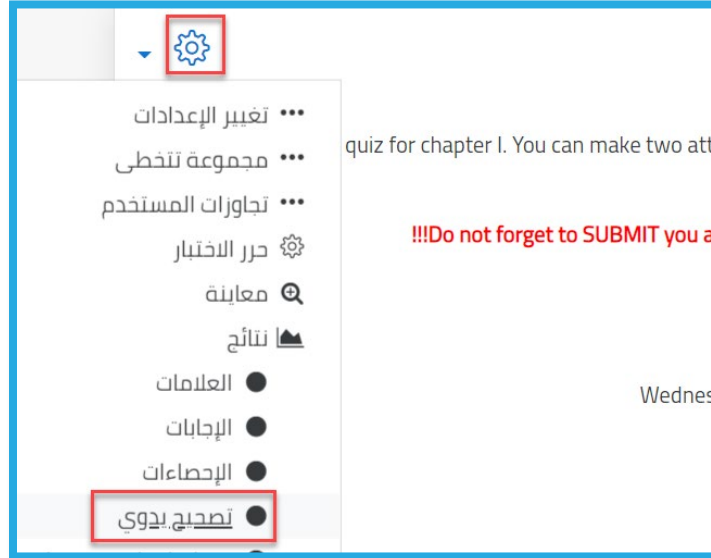 تغيير الإعدادات
مجموعة تتخطى
تجاوزات المستخدم
حرر الاختبار
معاينة
نتائج
العلامات
الإجابات
الإحصاءات
تصحيح يدوي
quiz for chapter I. You can make two att
!!!Do not forget to SUBMIT you a
Wednes